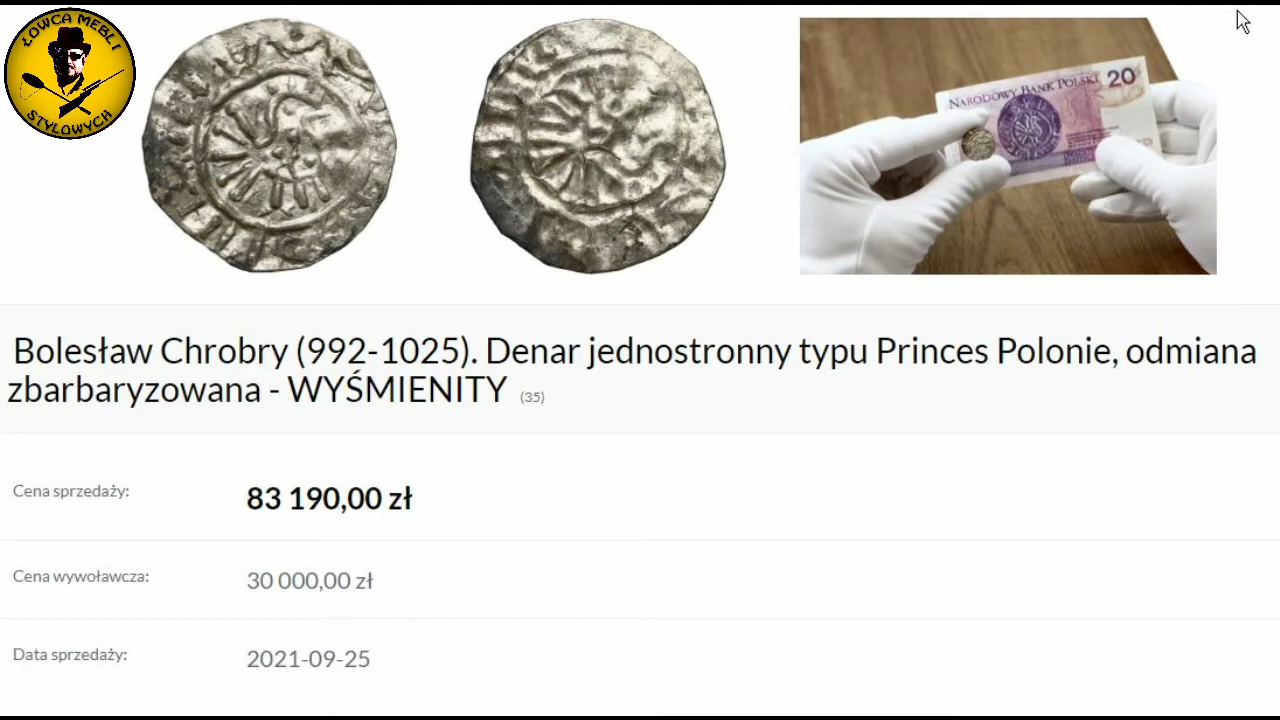 ŁOWCA MEBLI
STYLOWYCH
NARODOWY BANK POLSKI 20
Bolesław Chrobry (992-1025). Denar jednostronny typu Princes Polonie, odmiana
zbarbaryzowana - WYŚMIENITY (35)
Cena sprzedaży: 83 190,00 zł
Cena wywoławcza: 30 000,00 zł
Data sprzedaży: 2021-09-25